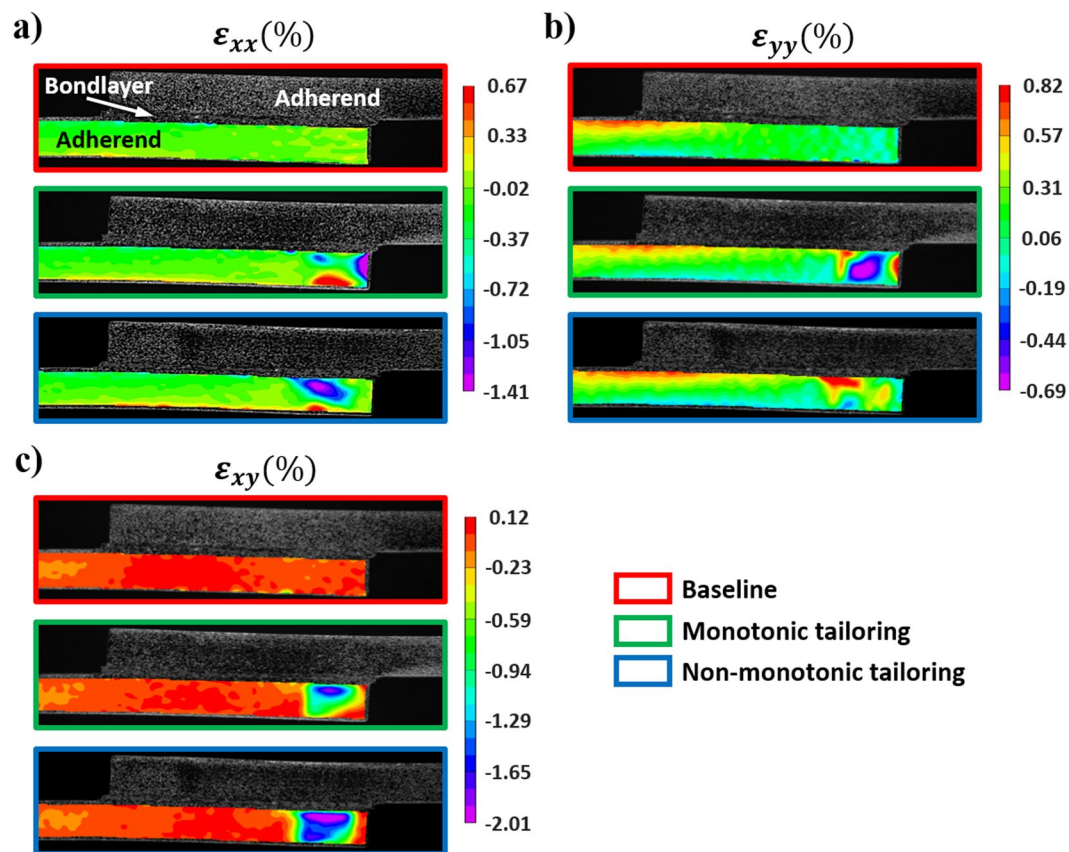 a)
εxx(%)
Bondlayer
Adherend
Adherend
0.67
0.33
-0.02
-0.37
-0.72
-1.05
-1.41
b)
εyy(%)
0.82
0.57
0.31
0.06
-0.19
-0.44
-0.69
c)
εxy(%)
0.12
-0.23
-0.59
-0.94
-1.29
-1.65
-2.01
Baseline
Monotonic tailoring
Non-monotonic tailoring